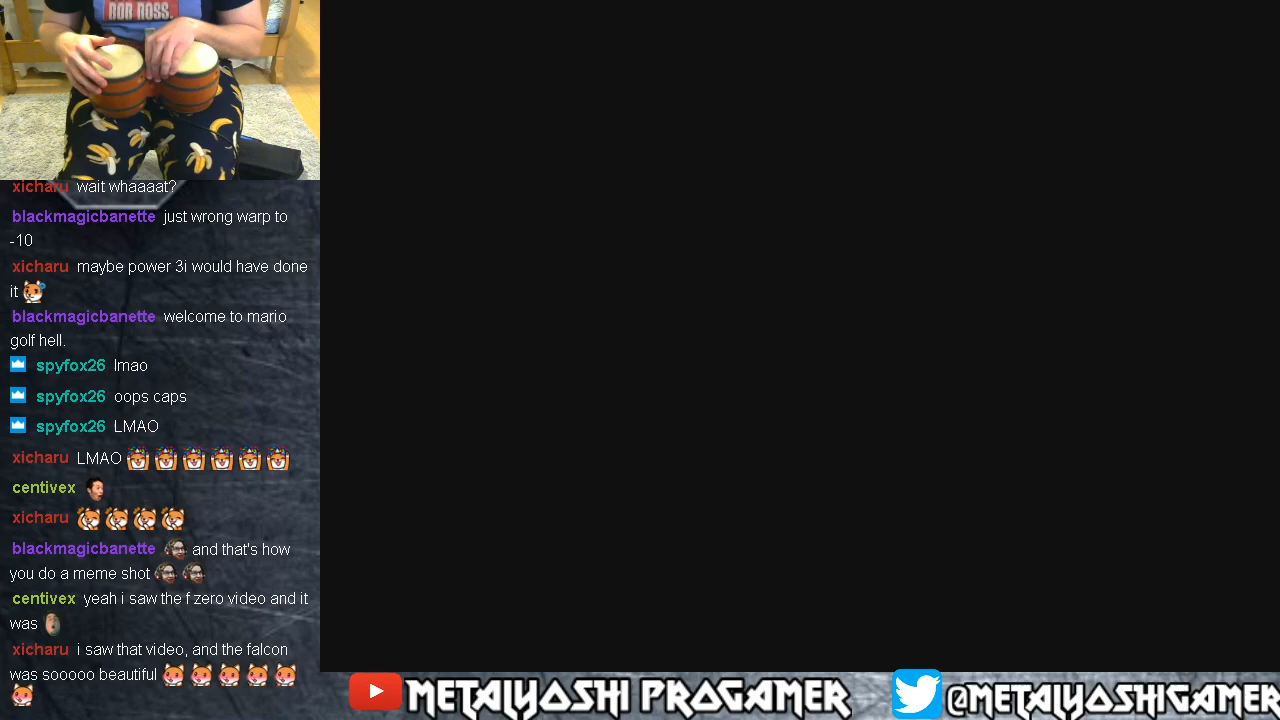 BOB ROSS.
xicharu wait whaaaat?
blackmagicbanette just wrong warp to
-10
xicharu maybe power 3i would have done
it
blackmagicbanette welcome to mario
golf hell.
spyfox26 lmao
spyfox26 oops caps
spyfox26 LMAO
xicharu LMAO
centivex
xicharu
blackmagicbanette and that's how
you do a meme shot
centivex yeah i saw the f zero video and it
was
xicharu i saw that video, and the falcon
was sooooo beautiful
METALYOSHI PROGAMER @METALYOSHIGAMER